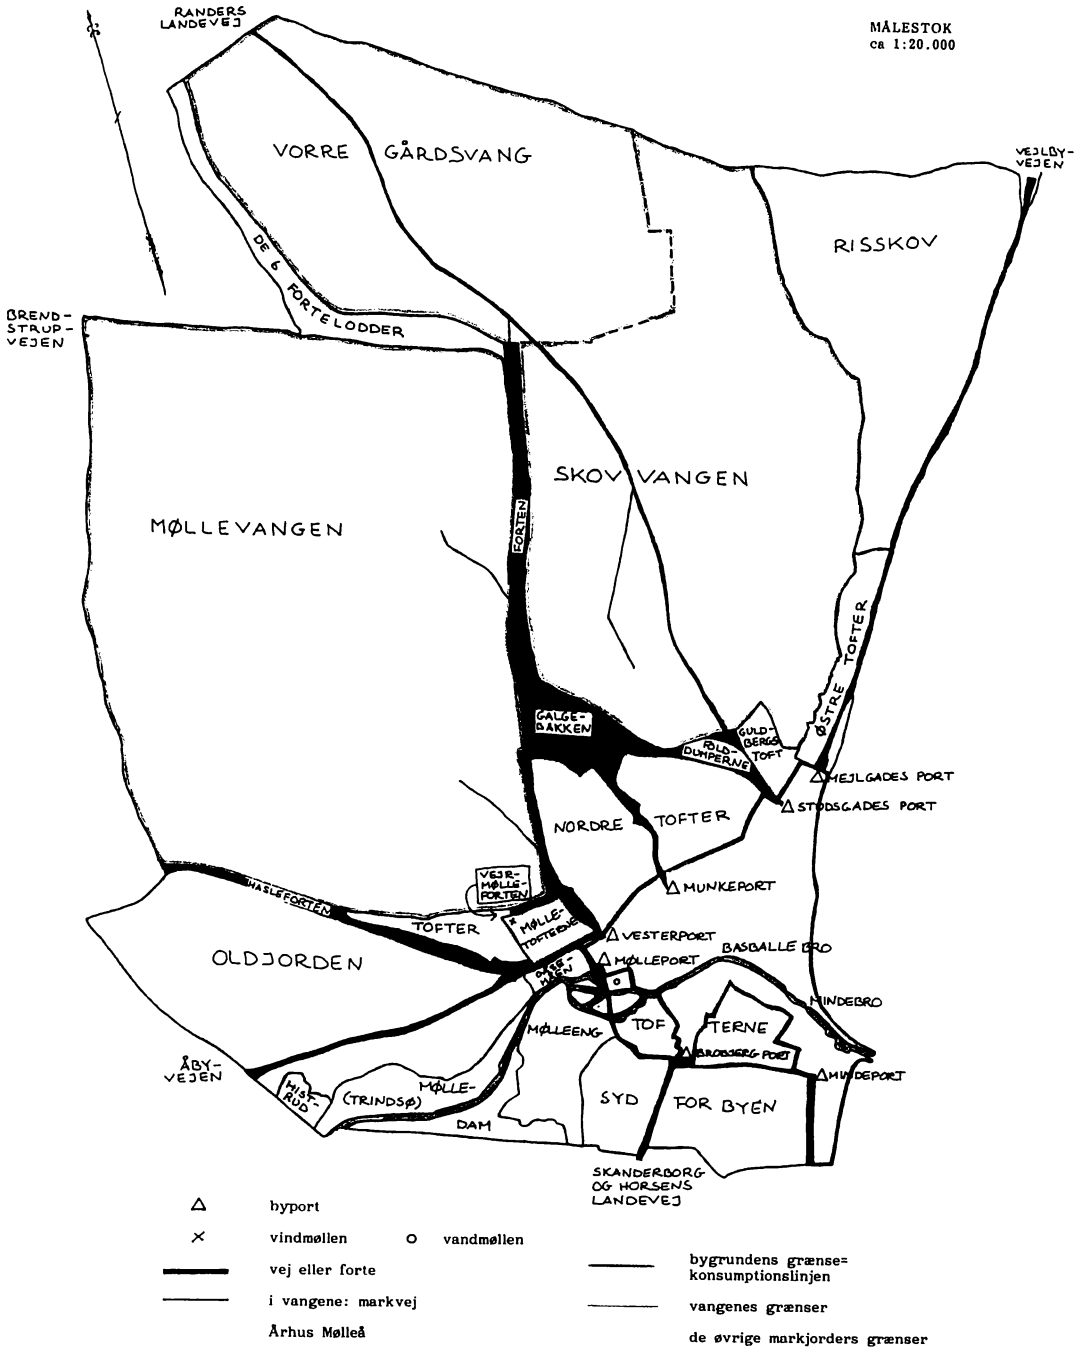 RANDERS
LANDEVEJ
MÅLESTOK
ca 1:20.000
VORRE GÅRDSVANG
VEJLBY-
VEJEN
RISSKOV
DE 6 FORTELODDER
BREND-
STRUP-
VEJEN
SKOVVANGEN
MØLLEVANGEN
FORTEN
ØSTRE TOFTER
GALGE-
BAKKEN
GULD-
BERGS
TOFT
FOLD-
DUMPERNE
MEJLGADES PORT
STUDSGADES PORT
NORDRE TOFTER
VEJR-
MØLLE-
FORTEN
MUNKEPORT
HASLEFORTEN
TOFTER
MØLLE-
TOFTERNE
VESTERPORT
BASBALLE BRO
MØLLEPORT
OLDJORDEN
MINDEBRO
MØLLEENG
TOF TERNE
BROBJERG PORT
MINDEPORT
ÅBY-
VEJEN
HIST-
RUD
(TRINDSØ)
MØLLE-
DAM
SYD FOR BYEN
SKANDERBORG
OG HORSENS
LANDEVEJ
byport
vindmøllen
vandmøllen
vej eller forte
i vangene: markvej
Århus Mølleå
bygrundens grænse=
konsumptionslinjen
vangenes grænser
de øvrige markjorders grænser